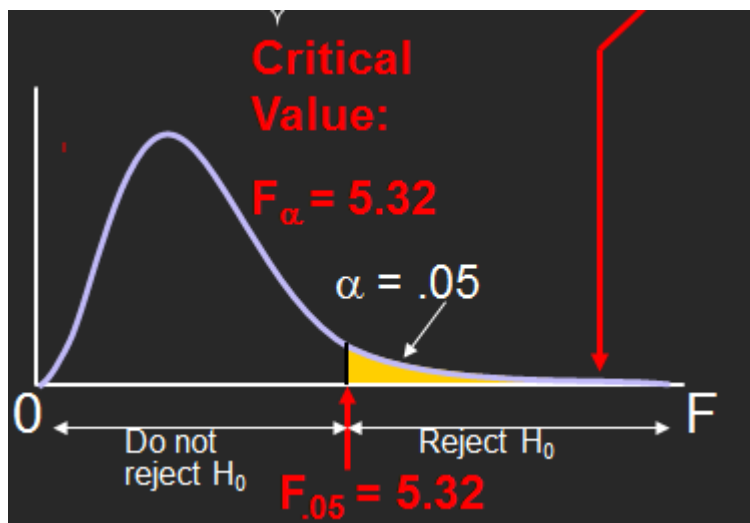 Critical
Value:
Fα = 5.32
α = .05
0
F
Do not
reject H₀
Reject H₀
F.05 = 5.32